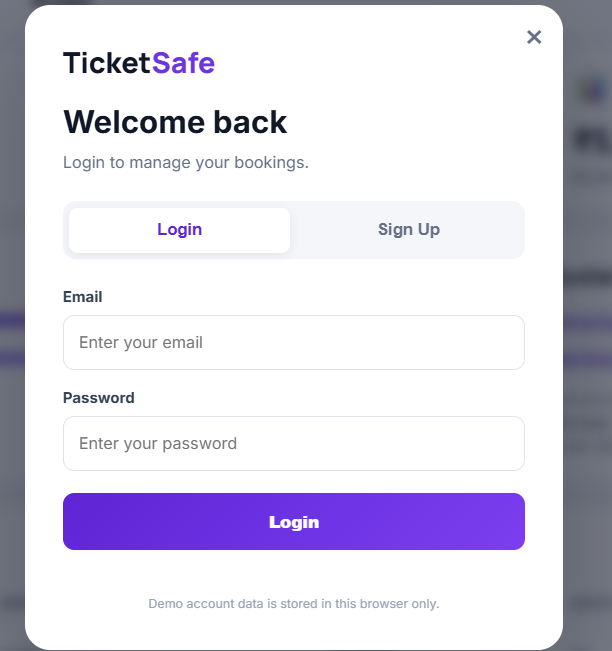 TicketSafe
Welcome back
Login to manage your bookings.
Login
Sign Up
Email
Enter your email
Password
Enter your password
Login
Demo account data is stored in this browser only.